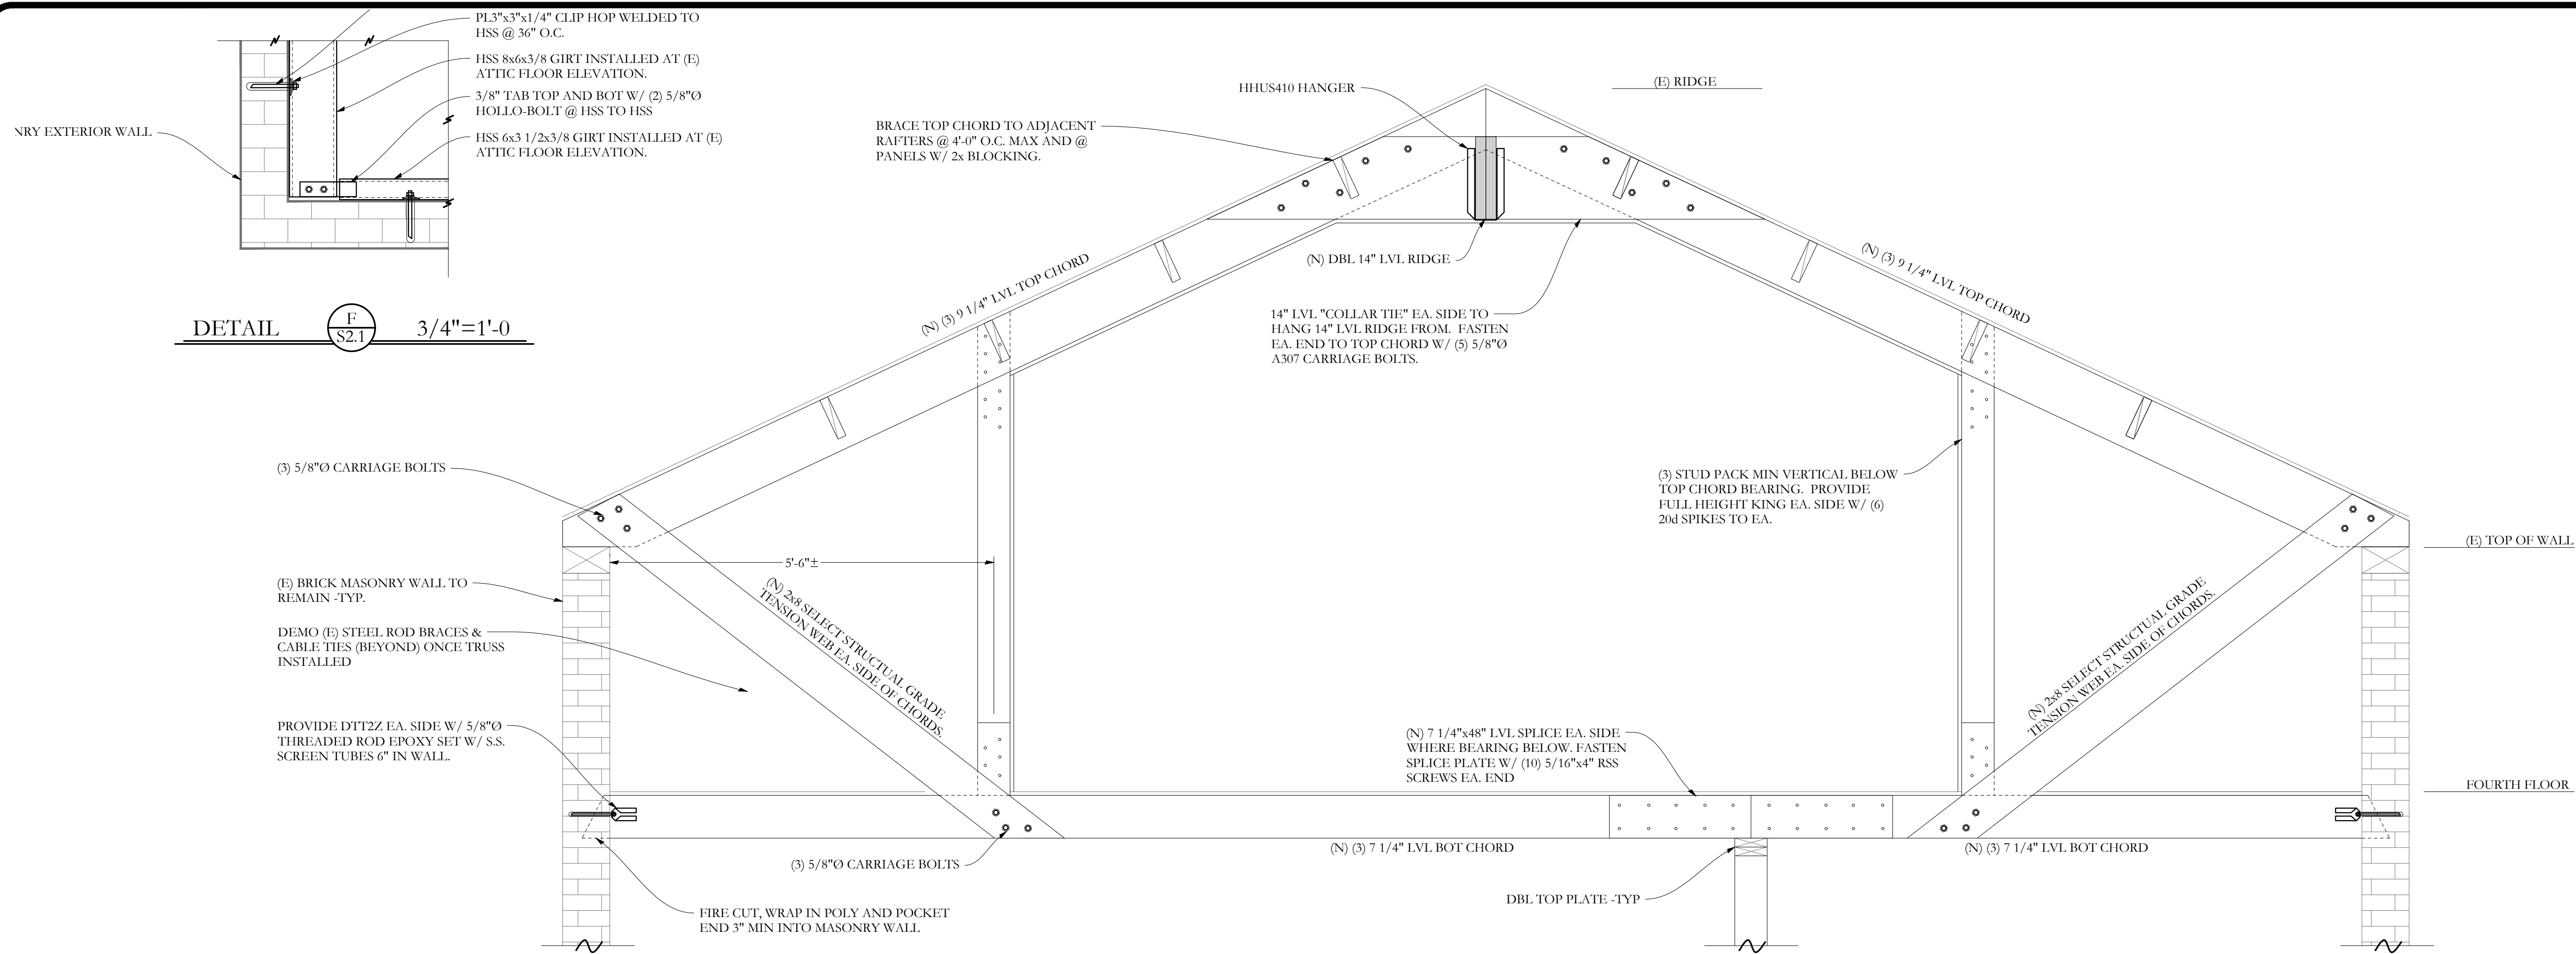 PL3"x3"x1/4" CLIP HOP WELDED TO
HSS @ 36" O.C.
HSS 8x6x3/8 GIRT INSTALLED AT (E)
ATTIC FLOOR ELEVATION.
3/8" TAB TOP AND BOT W/ (2) 5/8"Ø
HOLLO-BOLT @ HSS TO HSS
HSS 6x3 1/2x3/8 GIRT INSTALLED AT (E)
ATTIC FLOOR ELEVATION.
NRY EXTERIOR WALL
DETAIL
F
S2.1
3/4"=1'-0
HHUS410 HANGER
(E) RIDGE
BRACE TOP CHORD TO ADJACENT
RAFTERS @ 4'-0" O.C. MAX AND @
PANELS W/ 2x BLOCKING.
(N) DBL 14" LVL RIDGE
(N) (3) 9 1/4" LVL TOP CHORD
(N) (3) 9 1/4" LVL TOP CHORD
14" LVL "COLLAR TIE" EA. SIDE TO
HANG 14" LVL RIDGE FROM. FASTEN
EA. END TO TOP CHORD W/ (5) 5/8"Ø
A307 CARRIAGE BOLTS.
(3) 5/8"Ø CARRIAGE BOLTS
(3) STUD PACK MIN VERTICAL BELOW
TOP CHORD BEARING. PROVIDE
FULL HEIGHT KING EA. SIDE W/ (6)
20d SPIKES TO EA.
(E) TOP OF WALL
5'-6"±
(E) BRICK MASONRY WALL TO
REMAIN -TYP.
(N) 2x8 SELECT STRUCTUAL GRADE
TENSION WEB EA. SIDE OF CHORDS.
(N) 2x8 SELECT STRUCTUAL GRADE
TENSION WEB EA. SIDE OF CHORDS.
DEMO (E) STEEL ROD BRACES &
CABLE TIES (BEYOND) ONCE TRUSS
INSTALLED
PROVIDE DTT2Z EA. SIDE W/ 5/8"Ø
THREADED ROD EPOXY SET W/ S.S.
SCREEN TUBES 6" IN WALL.
(N) 7 1/4"x48" LVL SPLICE EA. SIDE
WHERE BEARING BELOW. FASTEN
SPLICE PLATE W/ (10) 5/16"x4" RSS
SCREWS EA. END
FOURTH FLOOR
(N) (3) 7 1/4" LVL BOT CHORD
(N) (3) 7 1/4" LVL BOT CHORD
(3) 5/8"Ø CARRIAGE BOLTS
DBL TOP PLATE -TYP
FIRE CUT, WRAP IN POLY AND POCKET
END 3" MIN INTO MASONRY WALL